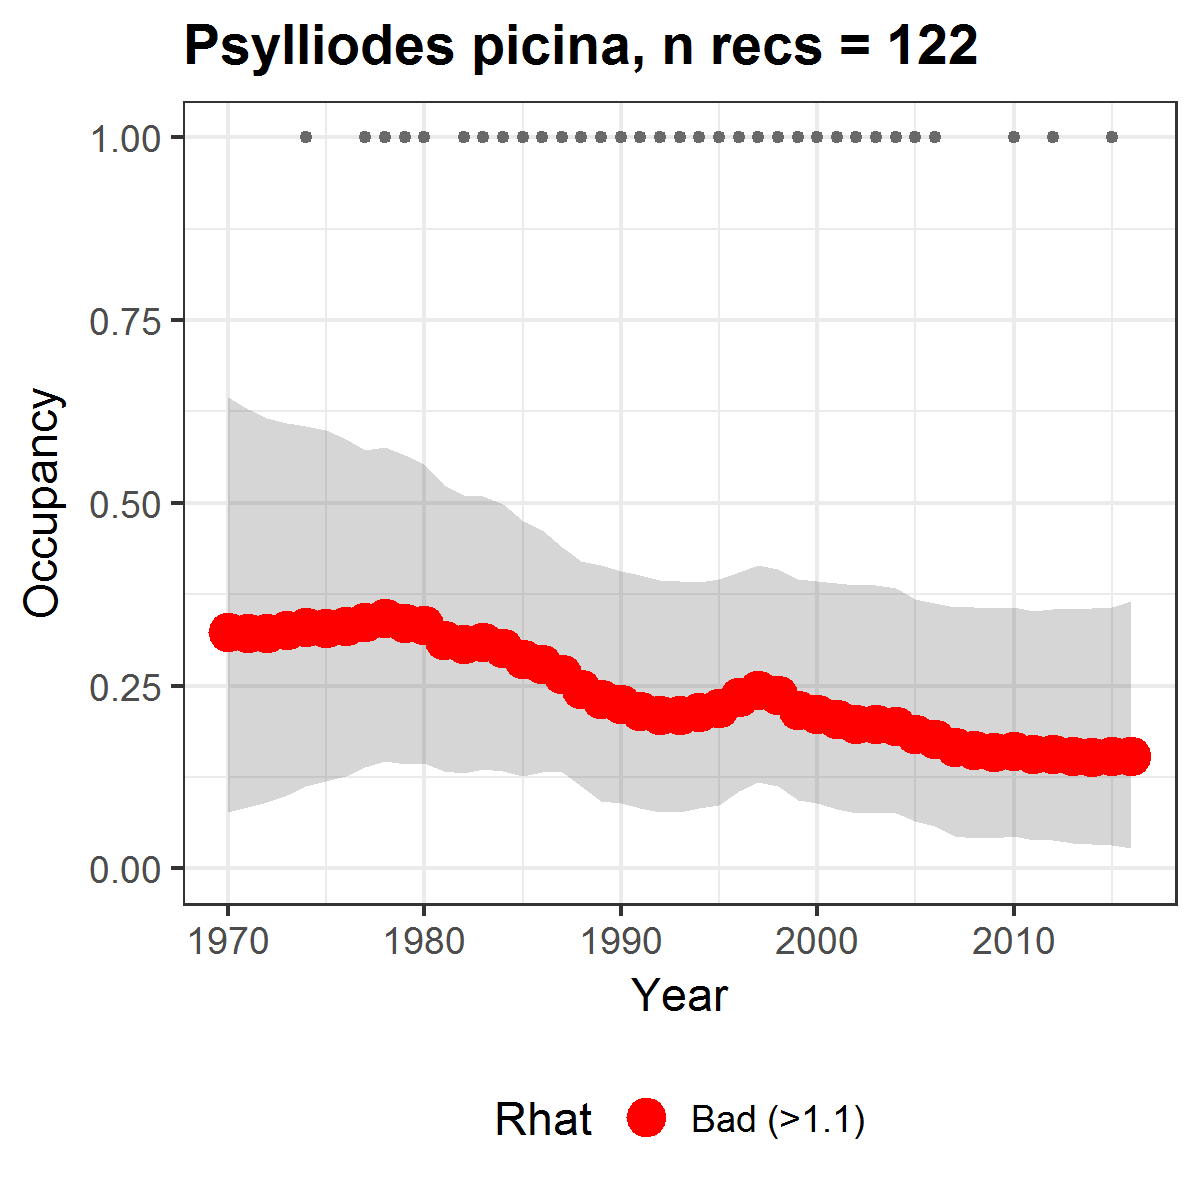 Psylliodes picina, n recs = 122
1.00
0.75
0.50
0.25
0.00
Occupancy
1970 1980 1990 2000 2010
Year
Rhat Bad (>1.1)